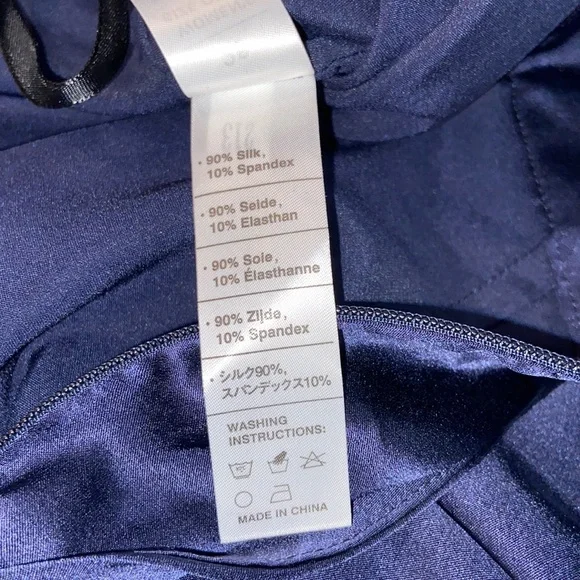 • 90% Silk,
10% Spandex
• 90% Seide,
10% Elasthan
• 90% Soie,
10% Élasthanne
• 90% Zijde,
10% Spandex
• シルク90%、
スパンデックス10%
WASHING
INSTRUCTIONS:
MADE IN CHINA